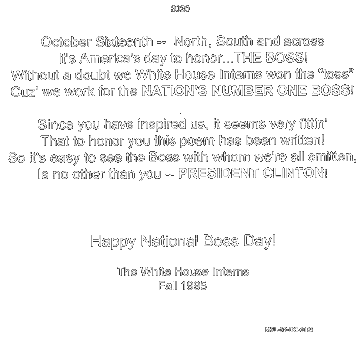 October Sixteenth -- North, South and across
it's America's day to honor...THE BOSS!
Without a doubt we White House Interns won the "toss"
Cuz' we work for the NATION'S NUMBER ONE BOSS!
Since you have inspired us, it seems very fittin'
That to honor you this poem has been written!
So it's easy to see the Boss with whom we're all smitten,
Is no other than you -- PRESIDENT CLINTON!
Happy National Boss Day!
The White House Interns
Fall 1995